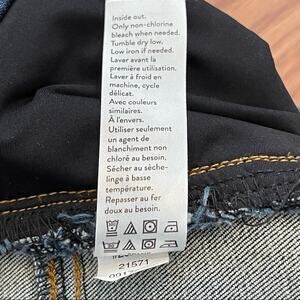 Inside out.
Only non-chlorine
bleach when needed.
Tumble dry low.
Low iron if needed.
Laver avant la
première utilisation.
Laver à froid en
machine, cycle
délicat.
Avec couleurs
similaires.
À l'envers.
Utiliser seulement
un agent de
blanchiment non
chloré au besoin.
Sécher au sèche-
linge à basse
température.
Repasser au fer
doux au besoin.
21571